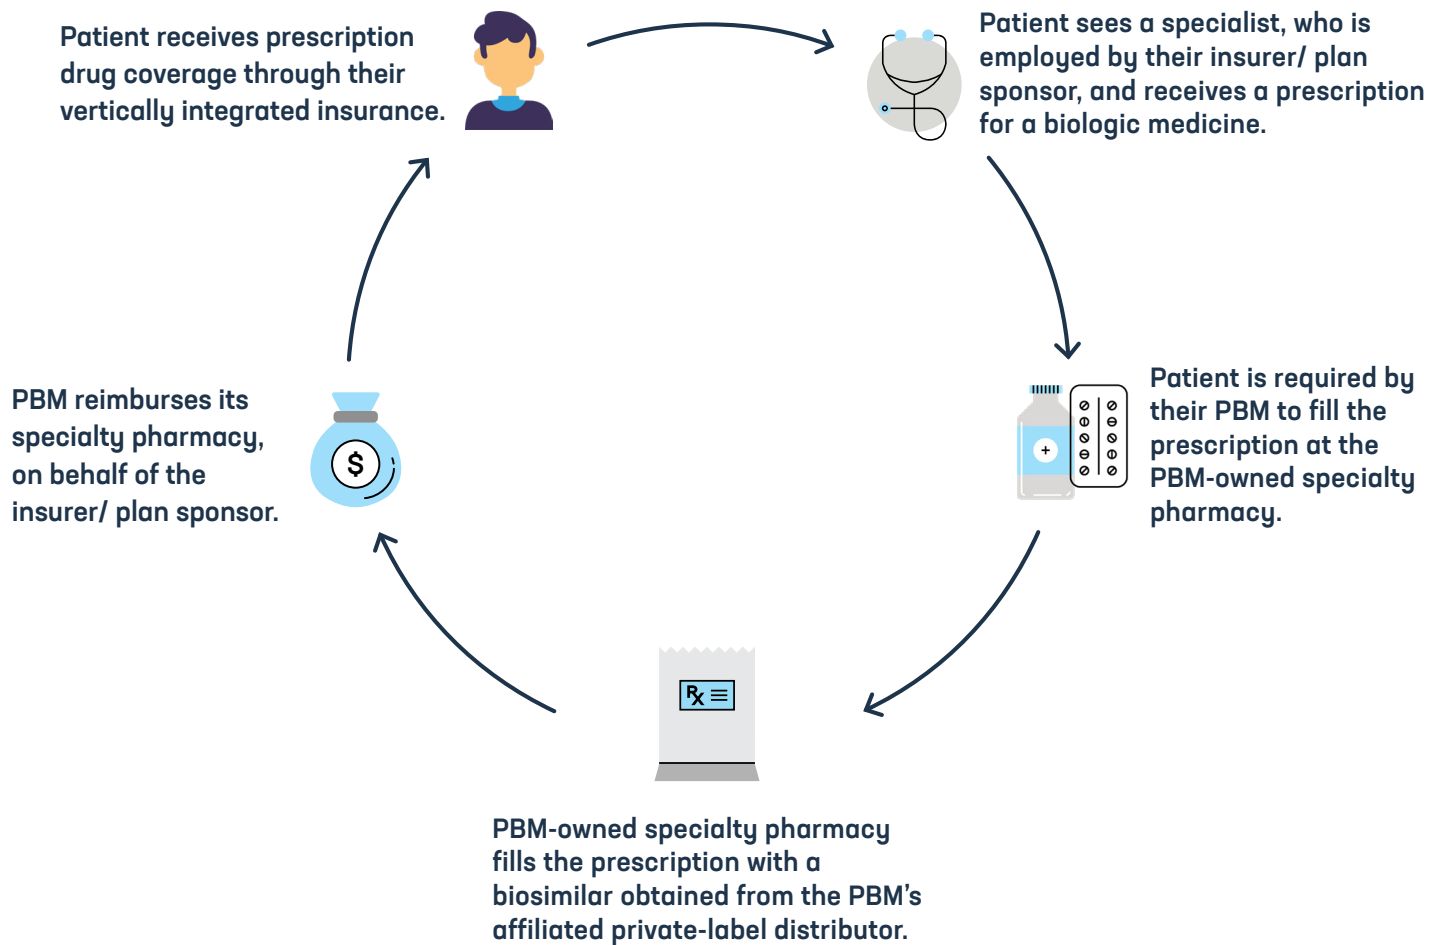 Patient receives prescription
drug coverage through their
vertically integrated insurance.
Patient sees a specialist, who is
employed by their insurer/ plan
sponsor, and receives a prescription
for a biologic medicine.
Patient is required by
their PBM to fill the
prescription at the
PBM-owned specialty
pharmacy.
Rx
PBM-owned specialty pharmacy
fills the prescription with a
biosimilar obtained from the PBM’s
affiliated private-label distributor.
$
PBM reimburses its
specialty pharmacy,
on behalf of the
insurer/ plan sponsor.